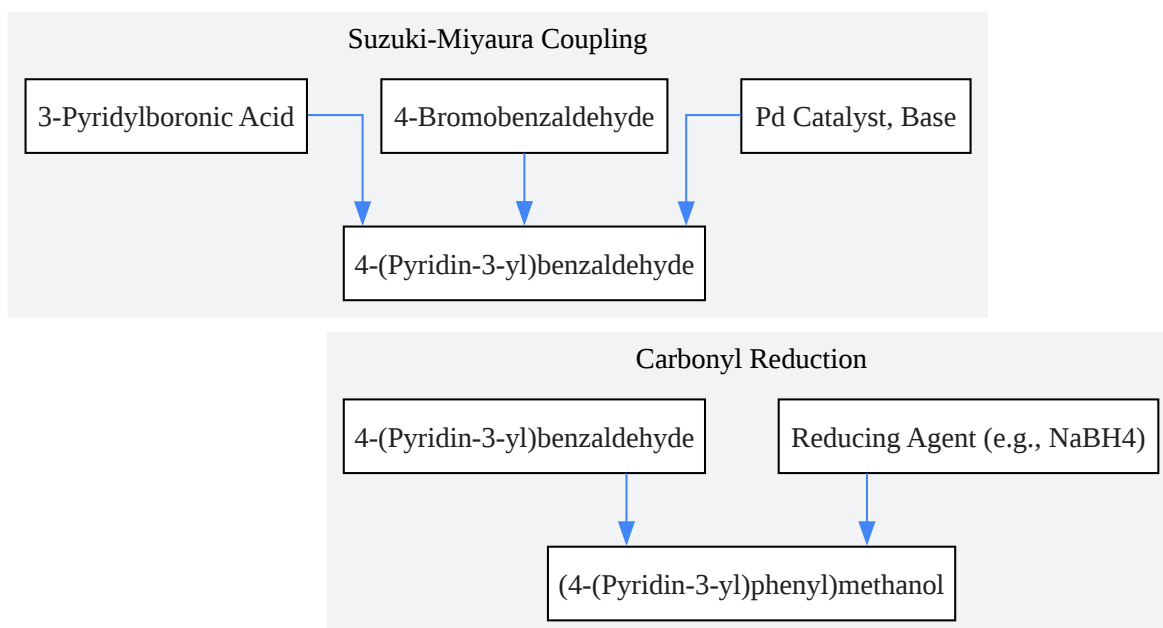 Suzuki-Miyaura Coupling
3-Pyridylboronic Acid
4-Bromobenzaldehyde
Pd Catalyst, Base
4-(Pyridin-3-yl)benzaldehyde
Carbonyl Reduction
4-(Pyridin-3-yl)benzaldehyde
Reducing Agent (e.g., NaBH4)
(4-(Pyridin-3-yl)phenyl)methanol